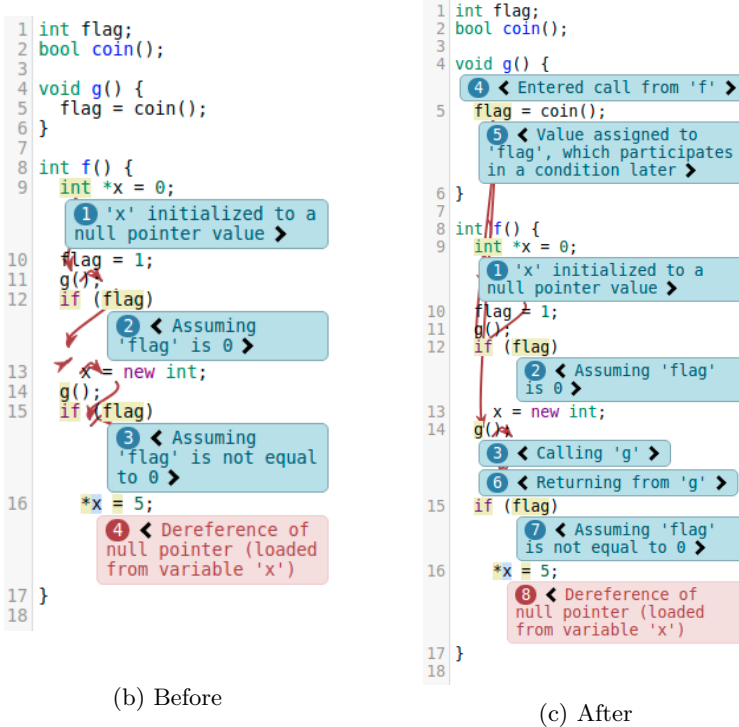 1 int flag;
2 bool coin();
3
4 void g() {
5 flag = coin();
6 }
7
8 int f() {
9 int *x = 0;
1 'x' initialized to a
null pointer value >
10 flag = 1;
11 g();
12 if (flag)
2 < Assuming
'flag' is 0 >
13 x = new int;
14 g();
15 if (flag)
3 < Assuming
'flag' is not equal
to 0 >
16 *x = 5;
4 < Dereference of
null pointer (loaded
from variable 'x')
17 }
18
(b) Before
1 int flag;
2 bool coin();
3
4 void g() {
4 < Entered call from 'f' >
5 flag = coin();
5 < Value assigned to
'flag', which participates
in a condition later >
6 }
7
8 int f() {
9 int *x = 0;
1 'x' initialized to a
null pointer value >
10 flag = 1;
11 g();
12 if (flag)
2 < Assuming 'flag'
is 0 >
13 x = new int;
14 g();
3 < Calling 'g' >
6 < Returning from 'g' >
15 if (flag)
7 < Assuming 'flag'
is not equal to 0 >
16 *x = 5;
8 < Dereference of
null pointer (loaded
from variable 'x')
17 }
18
(c) After